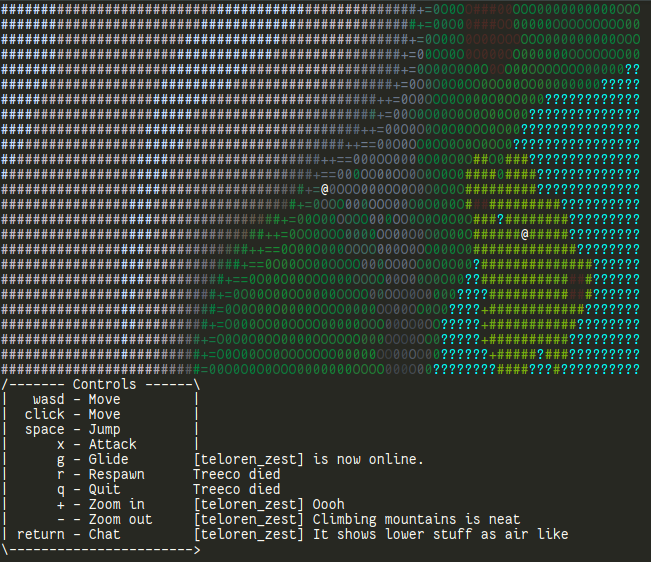 /------- Controls ------\
| wasd - Move |
| click - Move |
| space - Jump |
| x - Attack |
| g - Glide [teloren_zest] is now online.
| r - Respawn Treeco died
| q - Quit Treeco died
| + - Zoom in [teloren_zest] Oooh
| - - Zoom out [teloren_zest] Climbing mountains is neat
| return - Chat [teloren_zest] It shows lower stuff as air like
\----------------------->